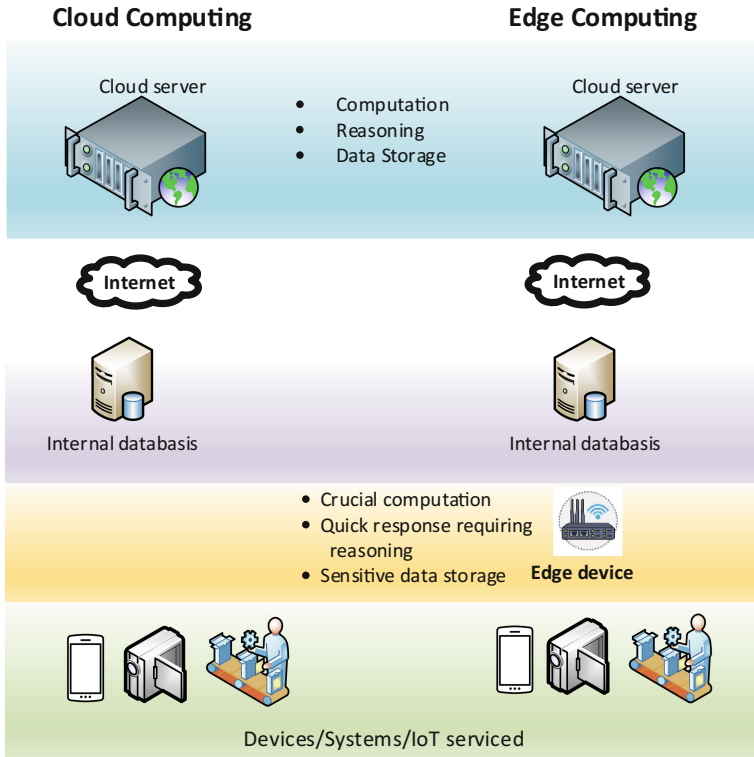 Cloud Computing
Edge Computing
Cloud server
Cloud server
• Computation
• Reasoning
• Data Storage
Internet
Internet
Internal databasis
Internal databasis
• Crucial computation
• Quick response requiring
reasoning
• Sensitive data storage
Edge device
Devices/Systems/IoT serviced